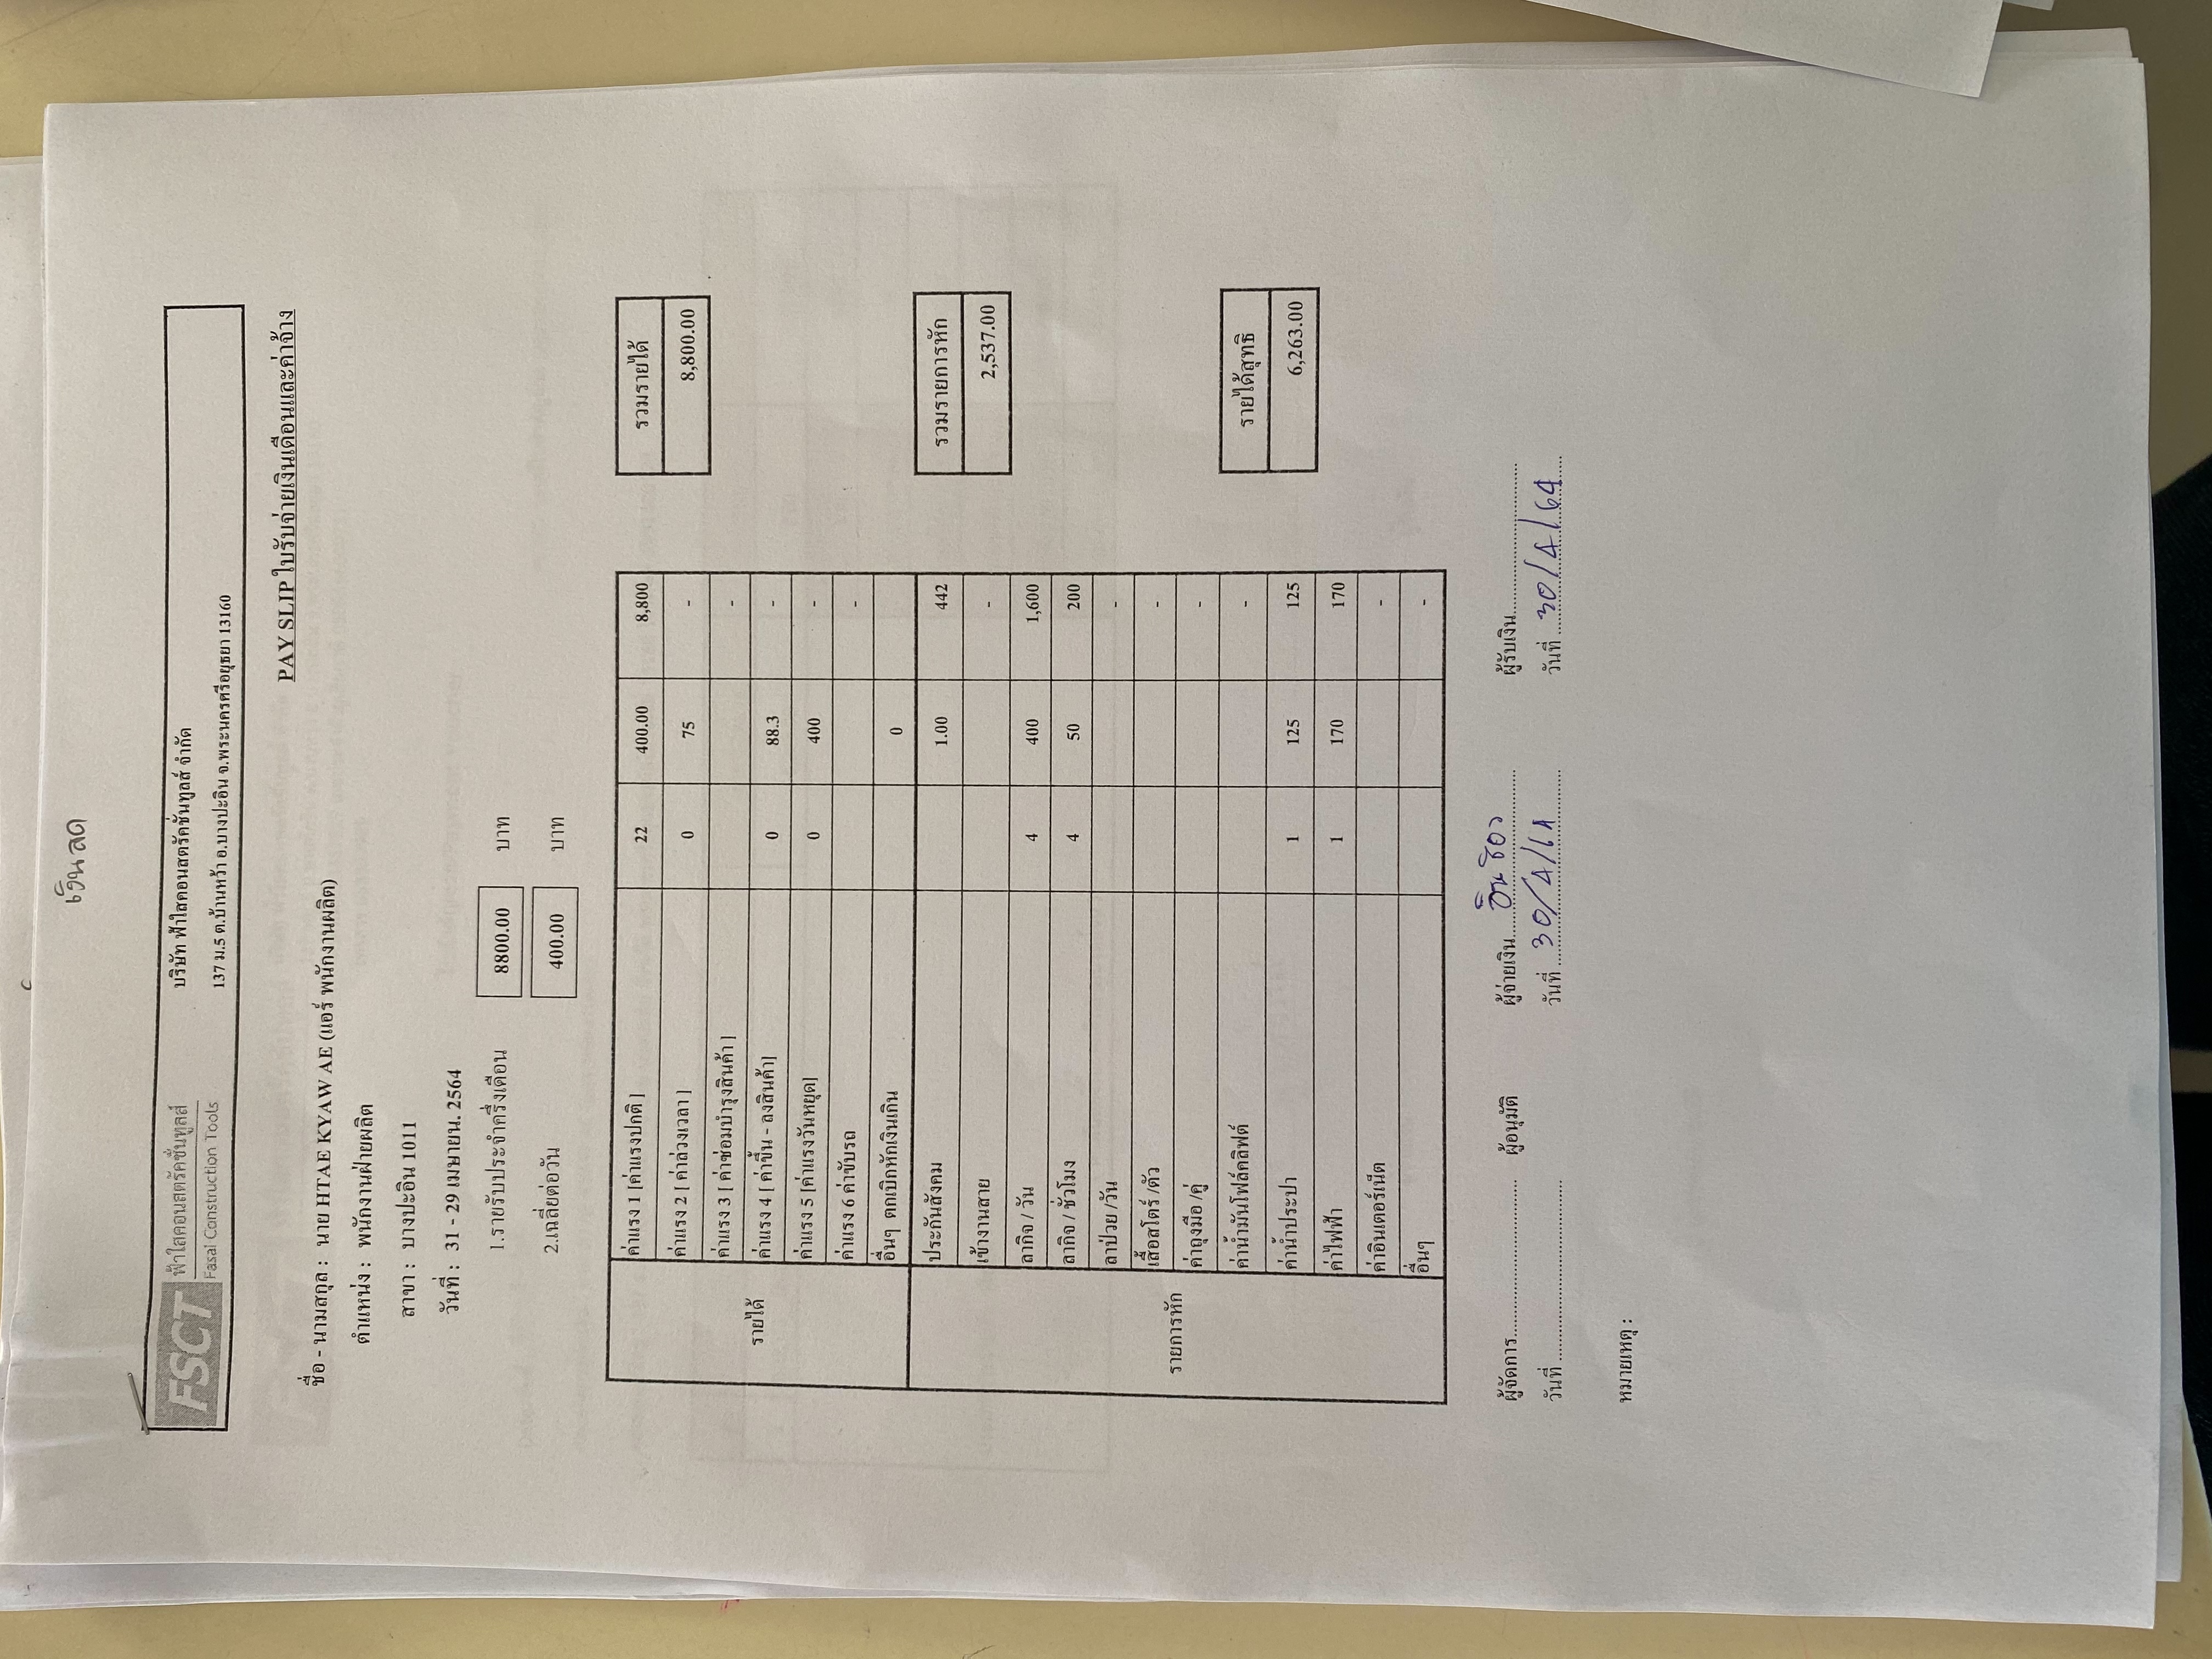 เงินสด
FSCT ฟ้าใสคอนสตรัคชั่นทูลส์
Fasai Construction Tools
บริษัท ฟ้าใสคอนสตรัคชั่นทูลส์ จำกัด
137 ม.5 ต.บ้านหว้า อ.บางปะอิน จ.พระนครศรีอยุธยา 13160
PAY SLIP ใบรับจ่ายเงินเดือนและค่าจ้าง
ชื่อ - นามสกุล : นาย HTAE KYAW AE (แอร์ พนักงานผลิต)
ตำแหน่ง : พนักงานฝ่ายผลิต
สาขา : บางปะอิน 1011
วันที่ : 31 - 29 เมษายน. 2564
1.รายรับประจำครึ่งเดือน 8800.00 บาท
2.เฉลี่ยต่อวัน 400.00 บาท
รายได้
ค่าแรง 1 [ค่าแรงปกติ ] 22 400.00 8,800
ค่าแรง 2 [ ค่าล่วงเวลา ] 0 75 -
ค่าแรง 3 [ ค่าซ่อมบำรุงสินค้า ] -
ค่าแรง 4 [ ค่าขึ้น - ลงสินค้า] 0 88.3 -
ค่าแรง 5 [ค่าแรงวันหยุด] 0 400 -
ค่าแรง 6 ค่าขับรถ -
อื่นๆ ตกเบิกหักเงินเกิน 0
รวมรายได้
8,800.00
รายการหัก
ประกันสังคม 1.00 442
เข้างานสาย -
ลากิจ / วัน 4 400 1,600
ลากิจ / ชั่วโมง 4 50 200
ลาป่วย /วัน -
เสื้อสโตร์ /ตัว -
ค่าถุงมือ /คู่ -
ค่าน้ำมันโฟล์คลิฟต์ -
ค่าน้ำประปา 1 125 125
ค่าไฟฟ้า 1 170 170
ค่าอินเตอร์เน็ต -
อื่นๆ -
รวมรายการหัก
2,537.00
รายได้สุทธิ
6,263.00
ผู้จัดการ................................ ผู้อนุมัติ ผู้จ่ายเงิน................................ ผู้รับเงิน................................
วันที่ ................................ วันที่ 30/4/64 วันที่ 30/4/64
หมายเหตุ :